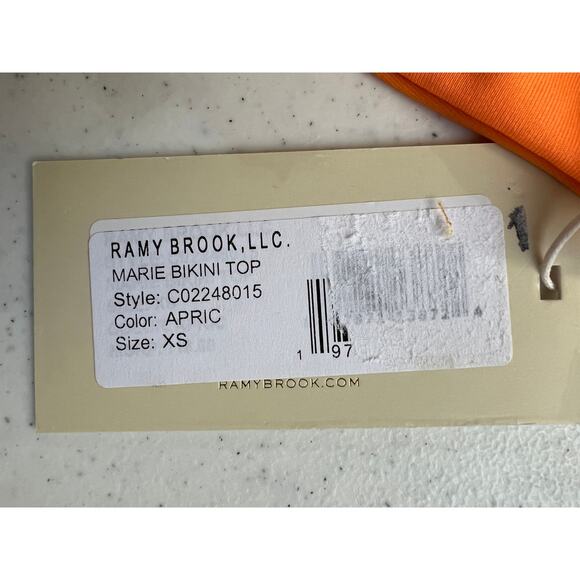 RAMY BROOK,LLC.
MARIE BIKINI TOP
Style: C02248015
Color: APRIC
Size: XS
1 97
RAMYBROOK.COM